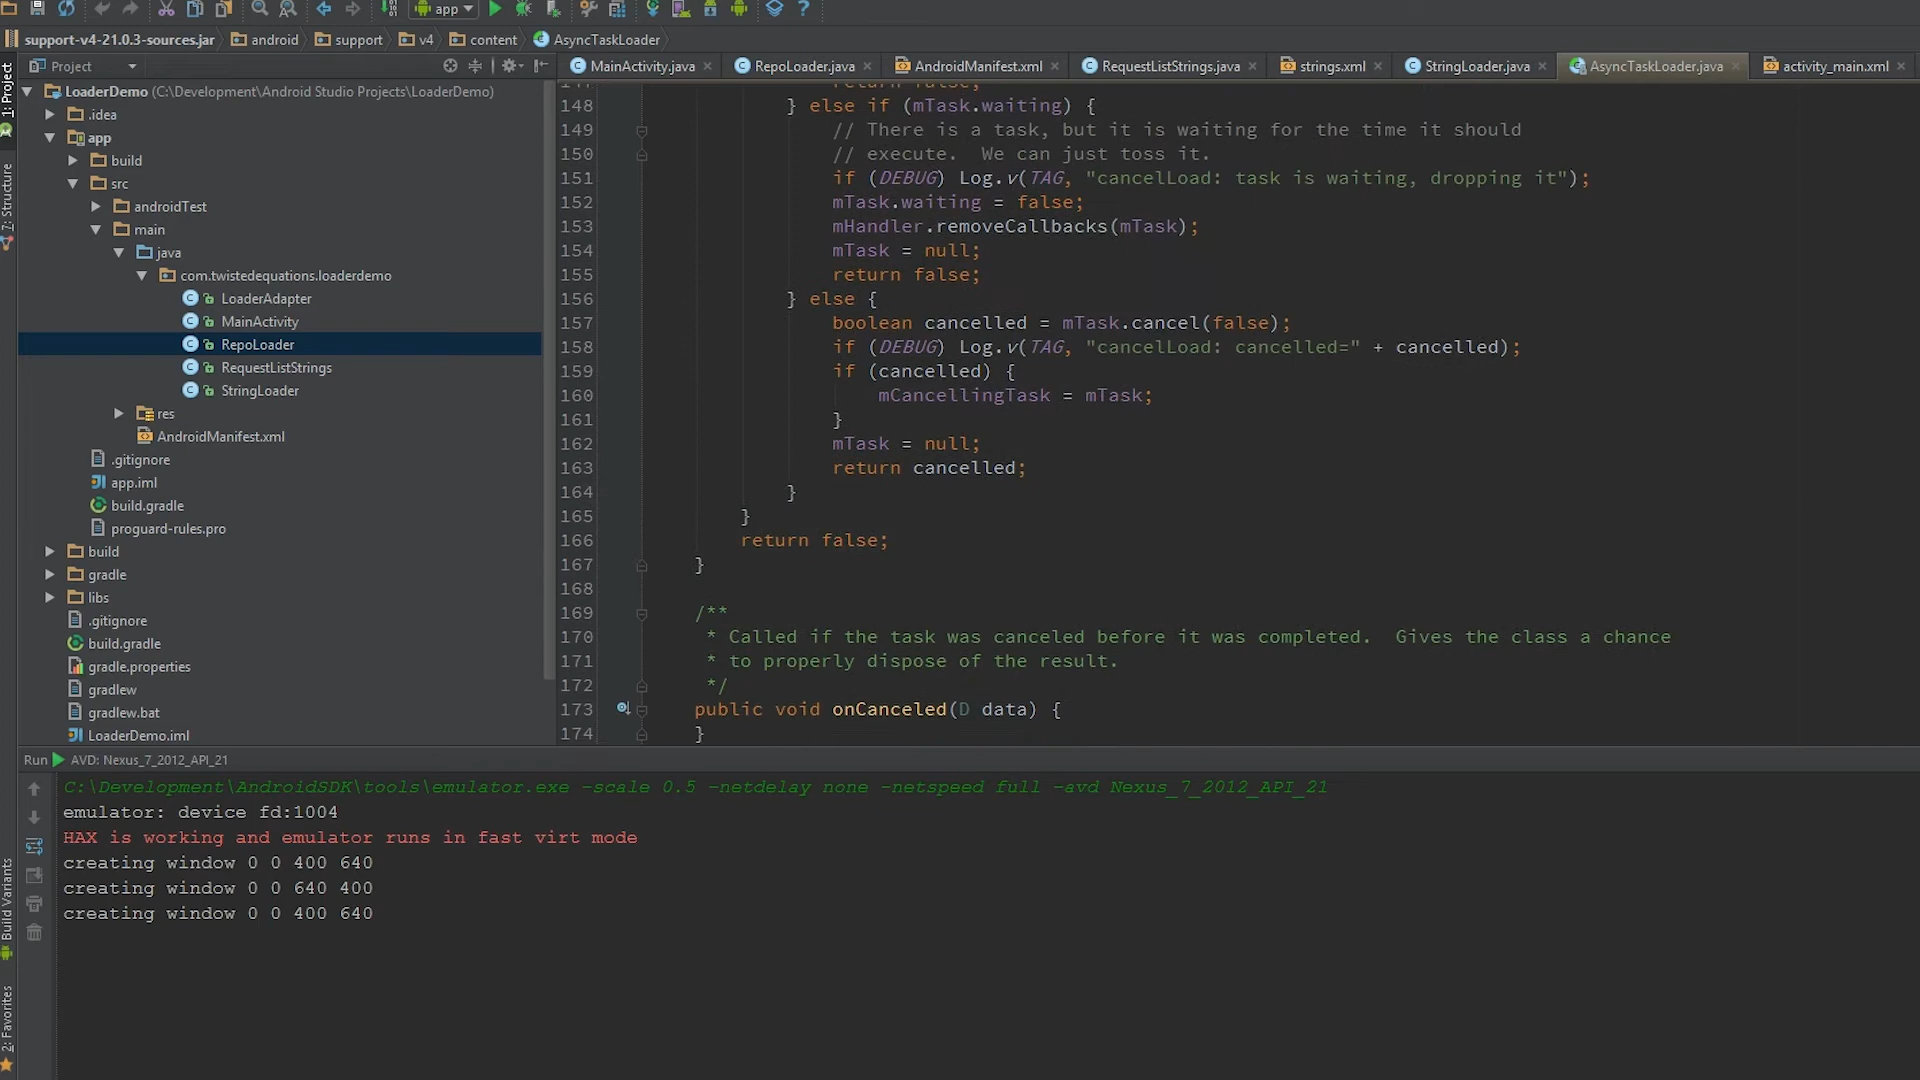 app
support-v4-21.0.3-sources.jar android support v4 content AsyncTaskLoader
Project
MainActivity.java RepoLoader.java AndroidManifest.xml RequestListStrings.java strings.xml StringLoader.java AsyncTaskLoader.java activity_main.xml
1: Project
7: Structure
Build Variants
2: Favorites
LoaderDemo (C:\Development\Android Studio Projects\LoaderDemo)
.idea
app
build
src
androidTest
main
java
com.twistedequations.loaderdemo
LoaderAdapter
MainActivity
RepoLoader
RequestListStrings
StringLoader
res
AndroidManifest.xml
.gitignore
app.iml
build.gradle
proguard-rules.pro
build
gradle
libs
.gitignore
build.gradle
gradle.properties
gradlew
gradlew.bat
LoaderDemo.iml
147 return false;
148 } else if (mTask.waiting) {
149 // There is a task, but it is waiting for the time it should
150 // execute.  We can just toss it.
151 if (DEBUG) Log.v(TAG, "cancelLoad: task is waiting, dropping it");
152 mTask.waiting = false;
153 mHandler.removeCallbacks(mTask);
154 mTask = null;
155 return false;
156 } else {
157 boolean cancelled = mTask.cancel(false);
158 if (DEBUG) Log.v(TAG, "cancelLoad: cancelled=" + cancelled);
159 if (cancelled) {
160 mCancellingTask = mTask;
161 }
162 mTask = null;
163 return cancelled;
164 }
165 }
166 return false;
167 }
168
169 /**
170 * Called if the task was canceled before it was completed.  Gives the class a chance
171 * to properly dispose of the result.
172 */
173 public void onCanceled(D data) {
174 }
Run AVD: Nexus_7_2012_API_21
C:\Development\AndroidSDK\tools\emulator.exe -scale 0.5 -netdelay none -netspeed full -avd Nexus_7_2012_API_21
emulator: device fd:1004
HAX is working and emulator runs in fast virt mode
creating window 0 0 400 640
creating window 0 0 640 400
creating window 0 0 400 640